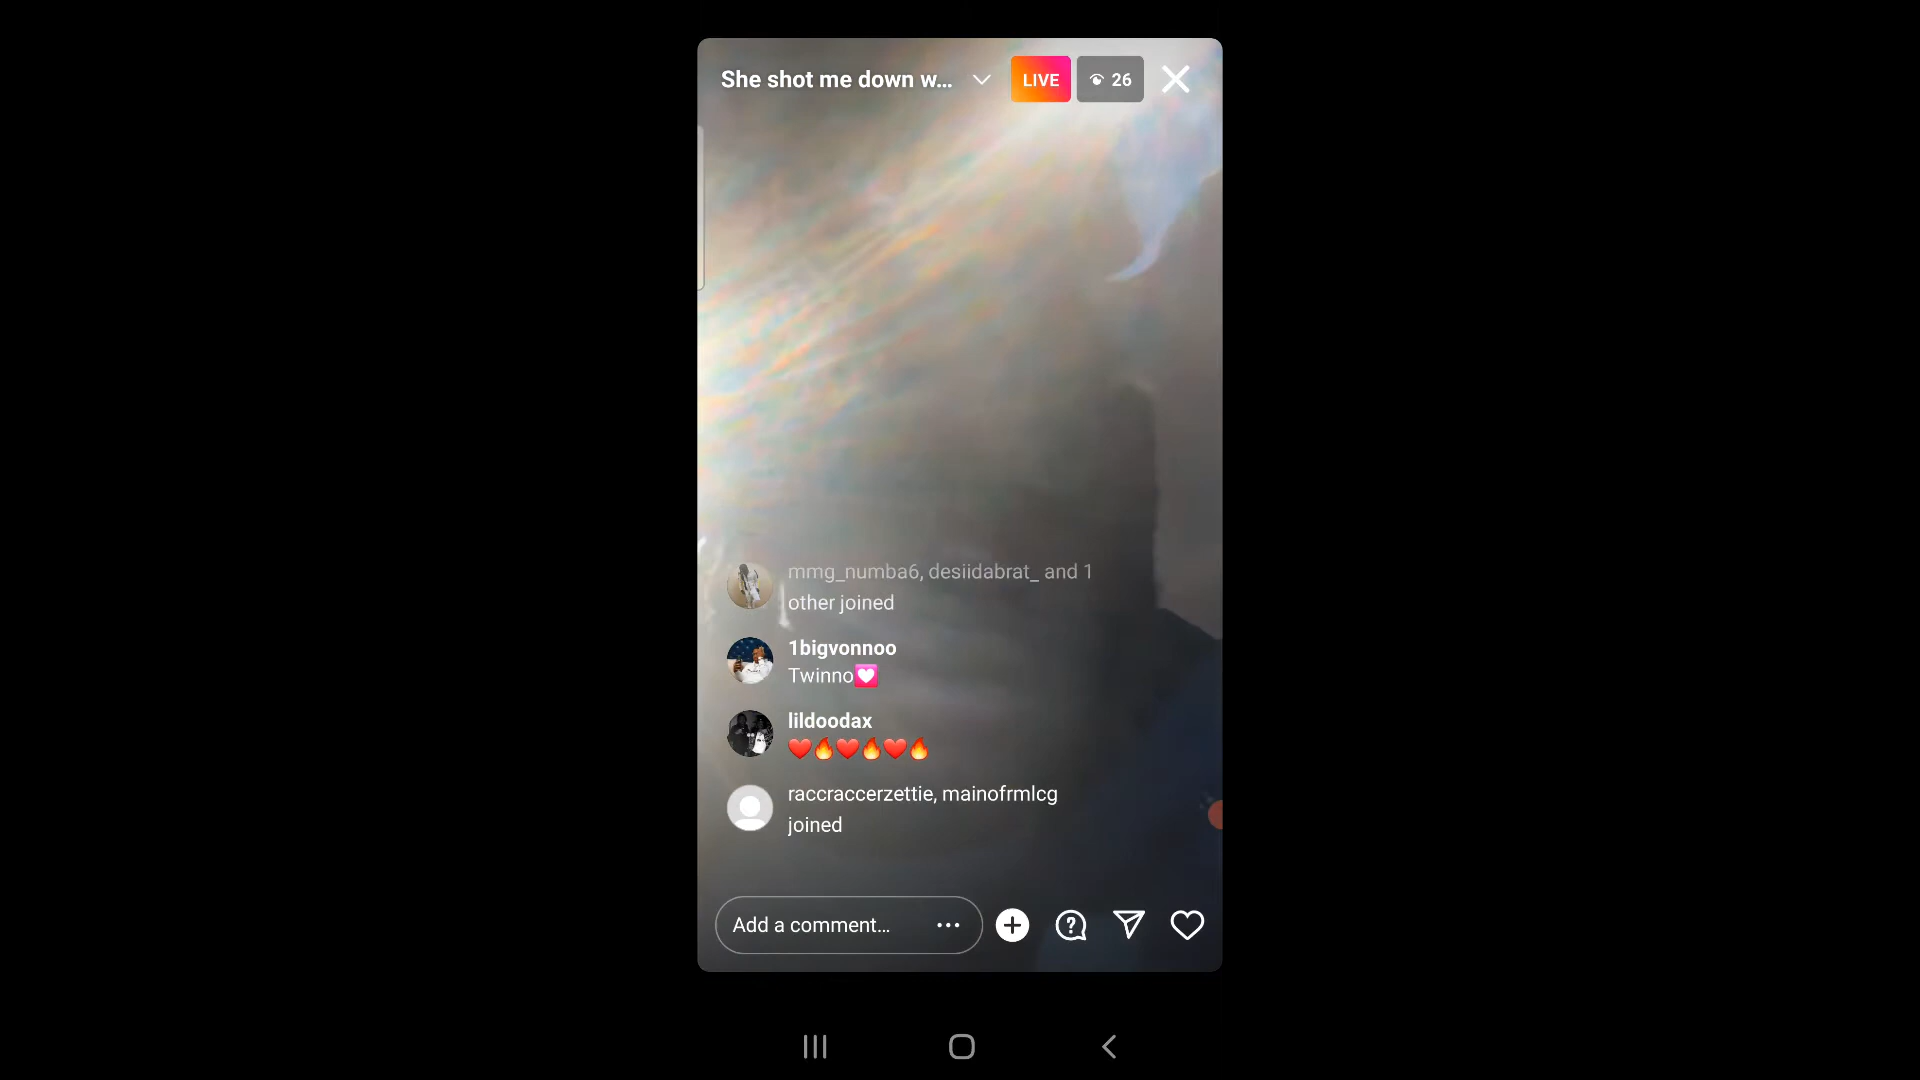 She shot me down w... LIVE 26
mmg_numba6, desiidabrat_ and 1
other joined
1bigvonnoo
Twinno💟
lildoodax
❤️🔥❤️🔥❤️🔥
raccraccerzettie, mainofrmlcg
joined
Add a comment...